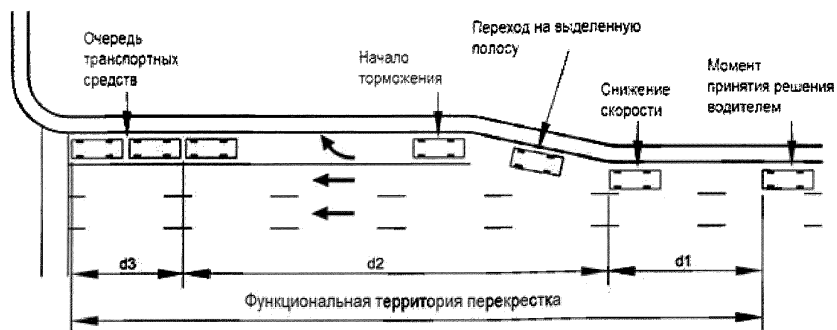 Очередь
транспортных
средств
Начало
торможения
Переход на выделенную
полосу
Снижение
скорости
Момент
принятия решения
водителем
d3
d2
d1
Функциональная территория перекрестка